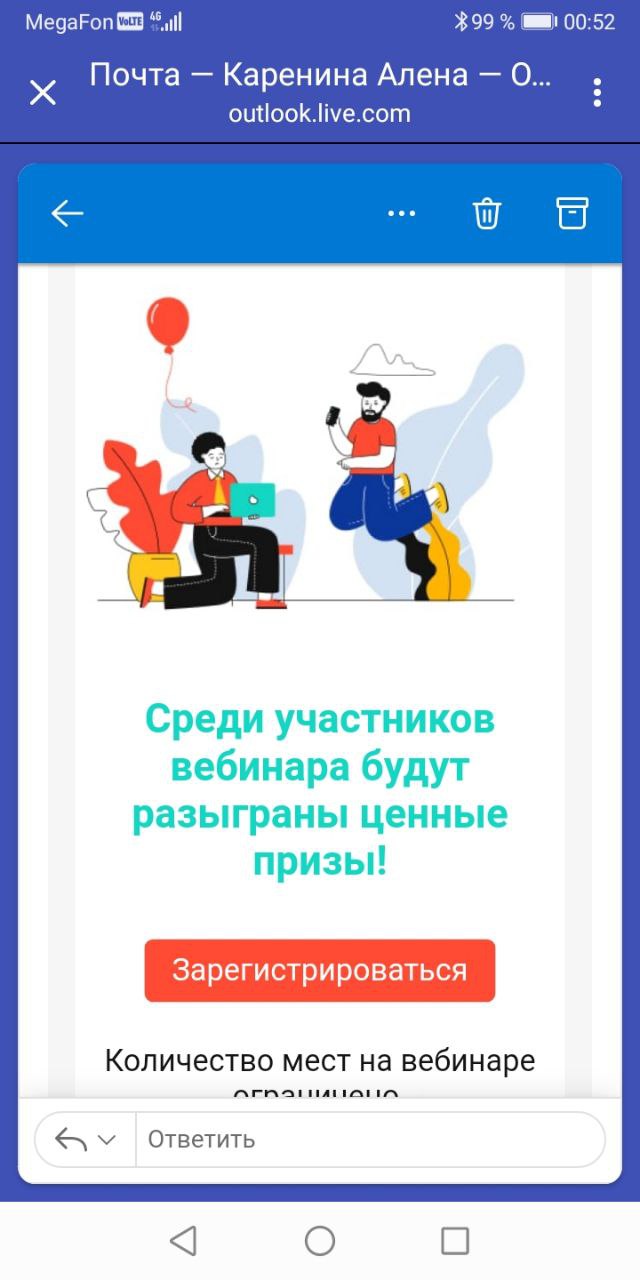 MegaFon VoLTE 4G 99 % 00:52
Почта — Каренина Алена — О...
outlook.live.com
Среди участников
вебинара будут
разыграны ценные
призы!
Зарегистрироваться
Количество мест на вебинаре
ограничено
Ответить